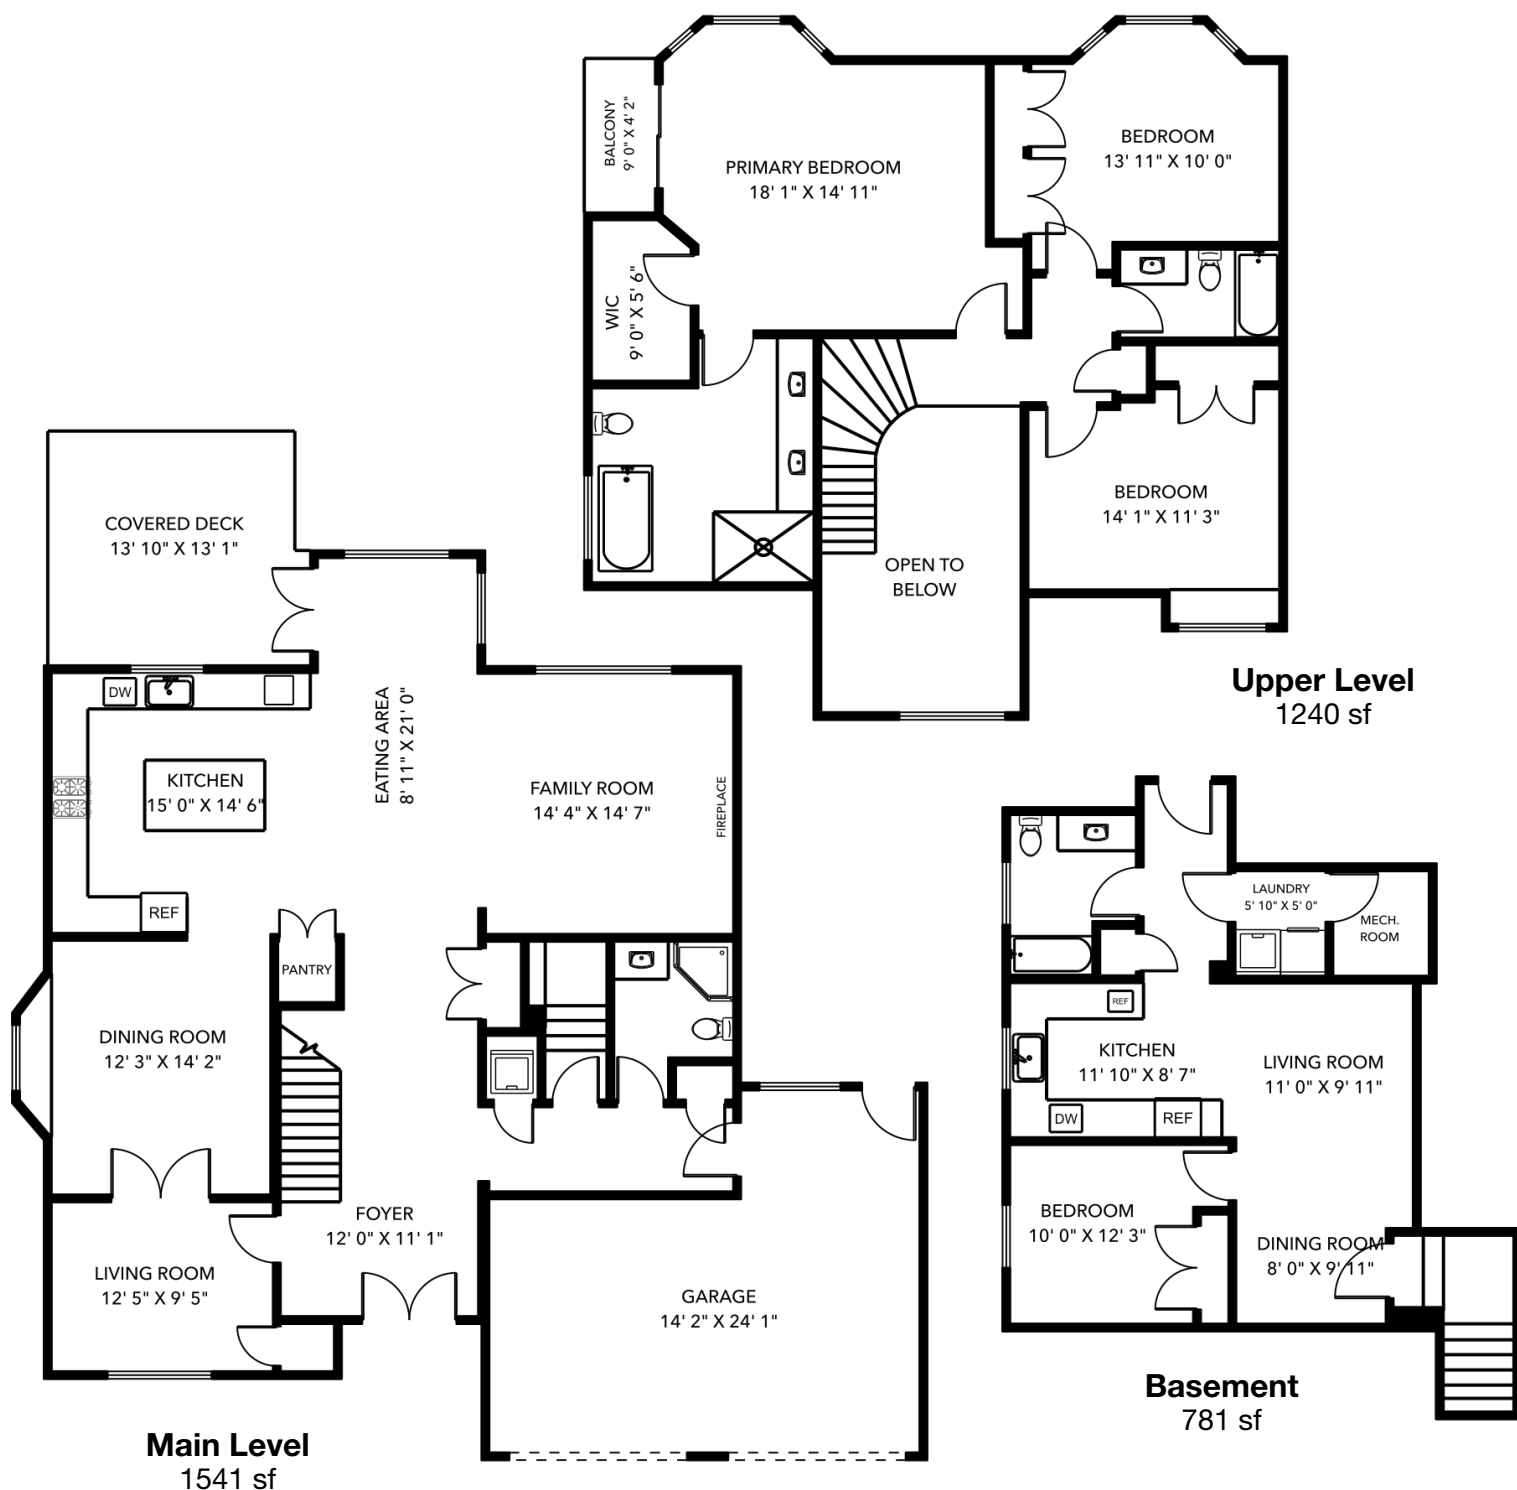 BALCONY
9' 0" X 4' 2"
PRIMARY BEDROOM
18' 1" X 14' 11"
BEDROOM
13' 11" X 10' 0"
WIC
9' 0" X 5' 6"
BEDROOM
14' 1" X 11' 3"
OPEN TO
BELOW
Upper Level
1240 sf
COVERED DECK
13' 10" X 13' 1"
DW
EATING AREA
8' 11" X 21' 0"
KITCHEN
15' 0" X 14' 6"
FAMILY ROOM
14' 4" X 14' 7"
FIREPLACE
REF
PANTRY
DINING ROOM
12' 3" X 14' 2"
FOYER
12' 0" X 11' 1"
LIVING ROOM
12' 5" X 9' 5"
GARAGE
14' 2" X 24' 1"
Main Level
1541 sf
LAUNDRY
5' 10" X 5' 0"
MECH.
ROOM
REF
KITCHEN
11' 10" X 8' 7"
LIVING ROOM
11' 0" X 9' 11"
DW
REF
BEDROOM
10' 0" X 12' 3"
DINING ROOM
8' 0" X 9' 11"
Basement
781 sf